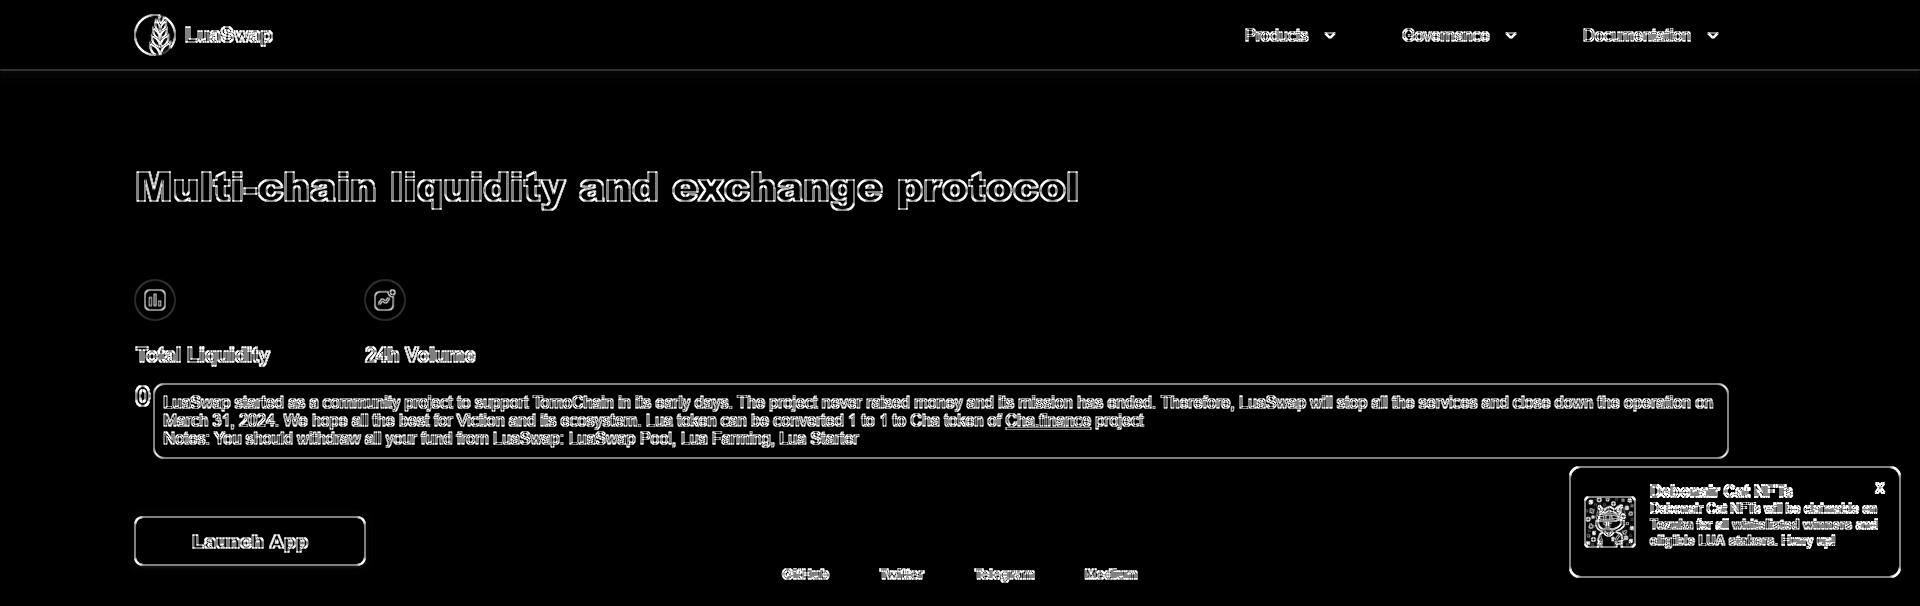 LuaSwap
Products
Governance
Documentation
Multi-chain liquidity and exchange protocol
Total Liquidity
24h Volume
0
LuaSwap started as a community project to support TomoChain in its early days. The project never raised money and its mission has ended. Therefore, LuaSwap will stop all the services and close down the operation on
March 31, 2024. We hope all the best for Viction and its ecosystem. Lua token can be converted 1 to 1 to Cha token of Cha.finance project
Notes: You should withdraw all your fund from LuaSwap: LuaSwap Pool, Lua Farming, Lua Starter
Debonair Cat NFTs
X
Debonair Cat NFTs will be claimable on
Tezuka for all whitelisted winners and
eligible LUA stakers. Hurry up!
Launch App
GitHub
Twitter
Telegram
Medium